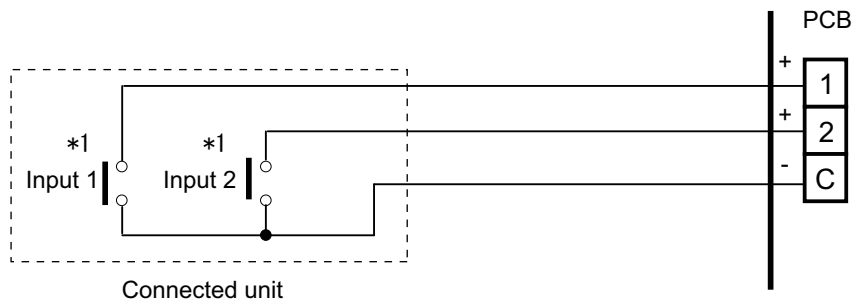 PCB
+
1
+
2
-
C
*1
*1
Input 1
Input 2
Connected unit